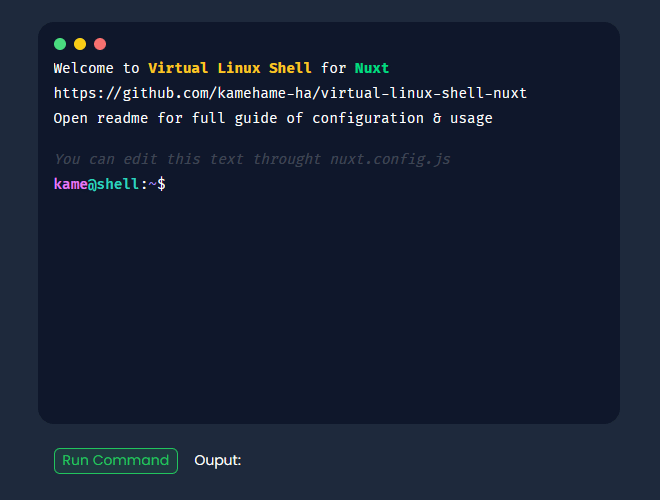 Welcome to Virtual Linux Shell for Nuxt
https://github.com/kamehame-ha/virtual-linux-shell-nuxt
Open readme for full guide of configuration & usage
You can edit this text throught nuxt.config.js
kame@shell:~$
Run Command Ouput: